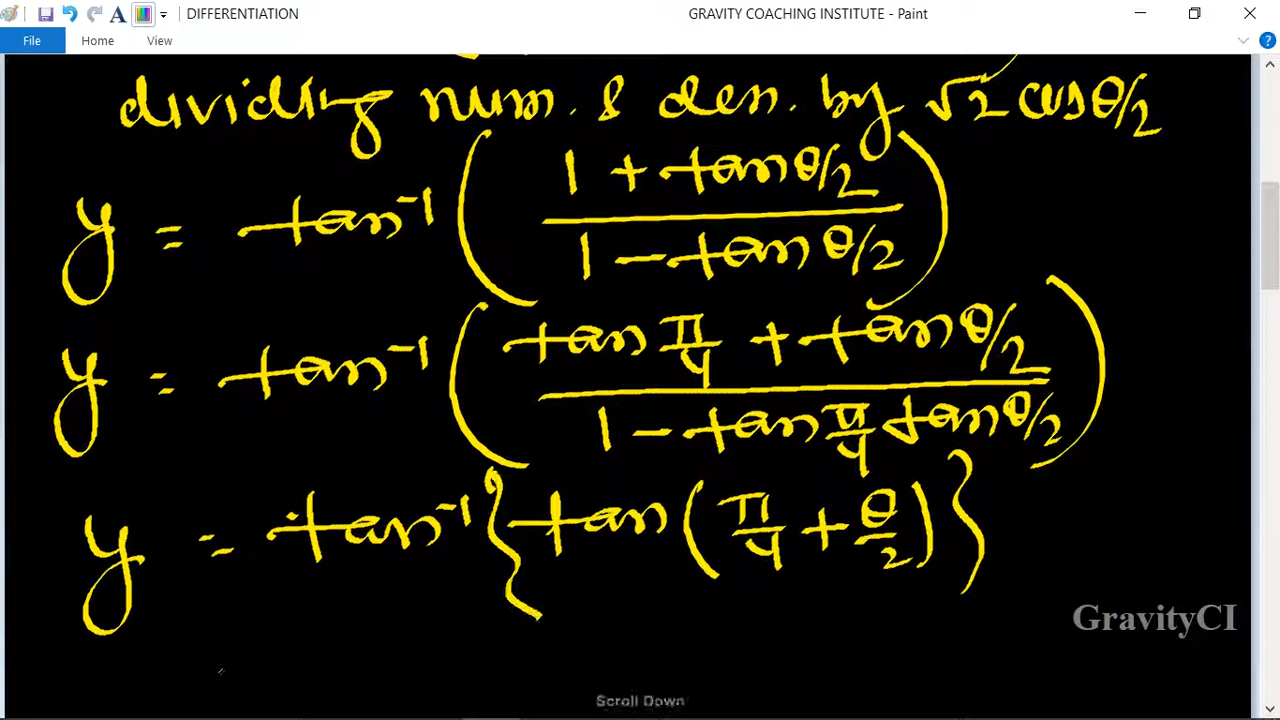 DIFFERENTIATION GRAVITY COACHING INSTITUTE - Paint
File Home View
dividing num. & den. by √2 cosθ/2
y = tan⁻¹ ( (1 + tanθ/2) / (1 - tanθ/2) )
y = tan⁻¹ ( (tan π/4 + tanθ/2) / (1 - tan π/4 tanθ/2) )
y = tan⁻¹ { tan ( π/4 + θ/2 ) }
GravityCI
Scroll Down